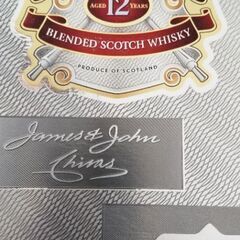 AGED 12 YEARS
BLENDED SCOTCH WHISKY
PRODUCE OF SCOTLAND
James & John
Chivas